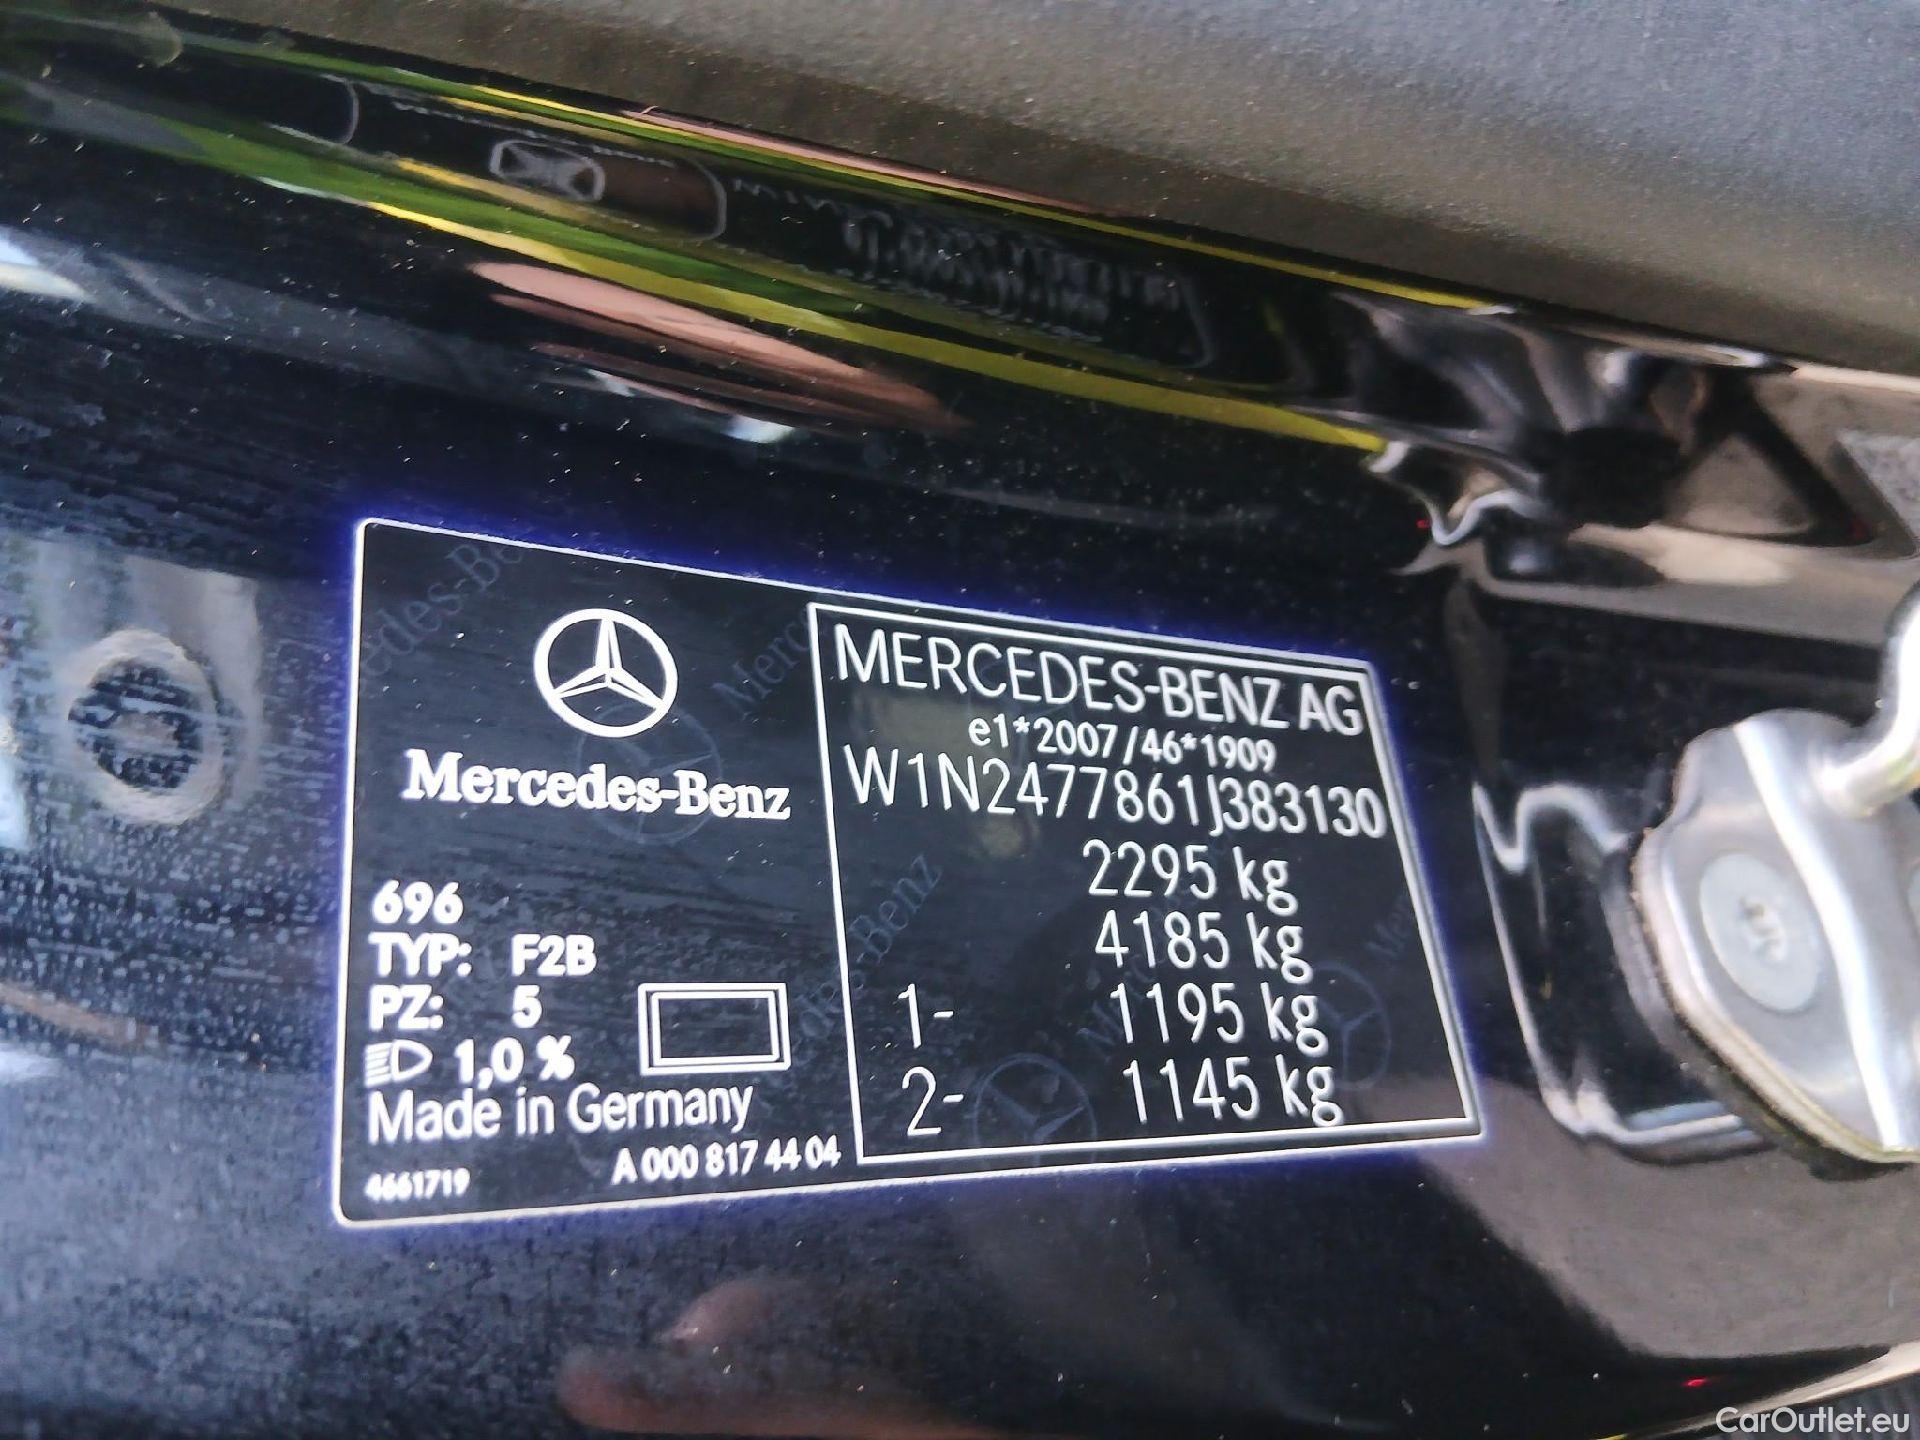 Mercedes-Benz
696
TYP: F2B
PZ: 5
1,0 %
Made in Germany
4661719
A 000 817 44 04
MERCEDES-BENZ AG
e1*2007/46*1909
W1N2477861J383130
2295 kg
4185 kg
1- 1195 kg
2- 1145 kg
CarOutlet.eu